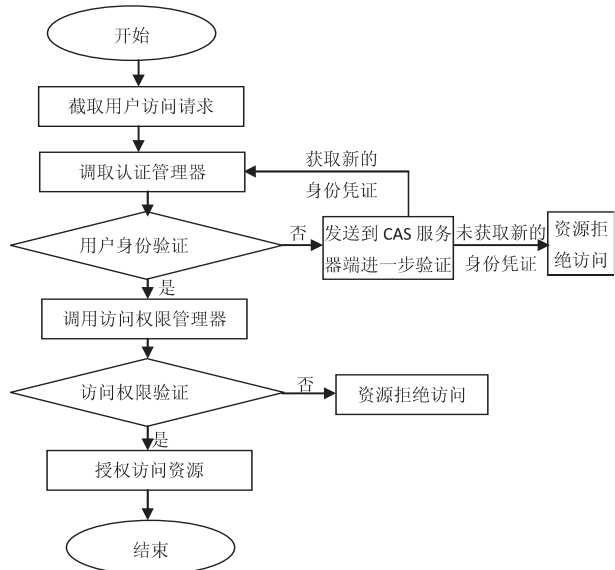 开始
截取用户访问请求
调取认证管理器
获取新的
身份凭证
用户身份验证
否
发送到 CAS 服务
器端进一步验证
未获取新的
身份凭证
资源拒
绝访问
是
调用访问权限管理器
访问权限验证
否
资源拒绝访问
是
授权访问资源
结束